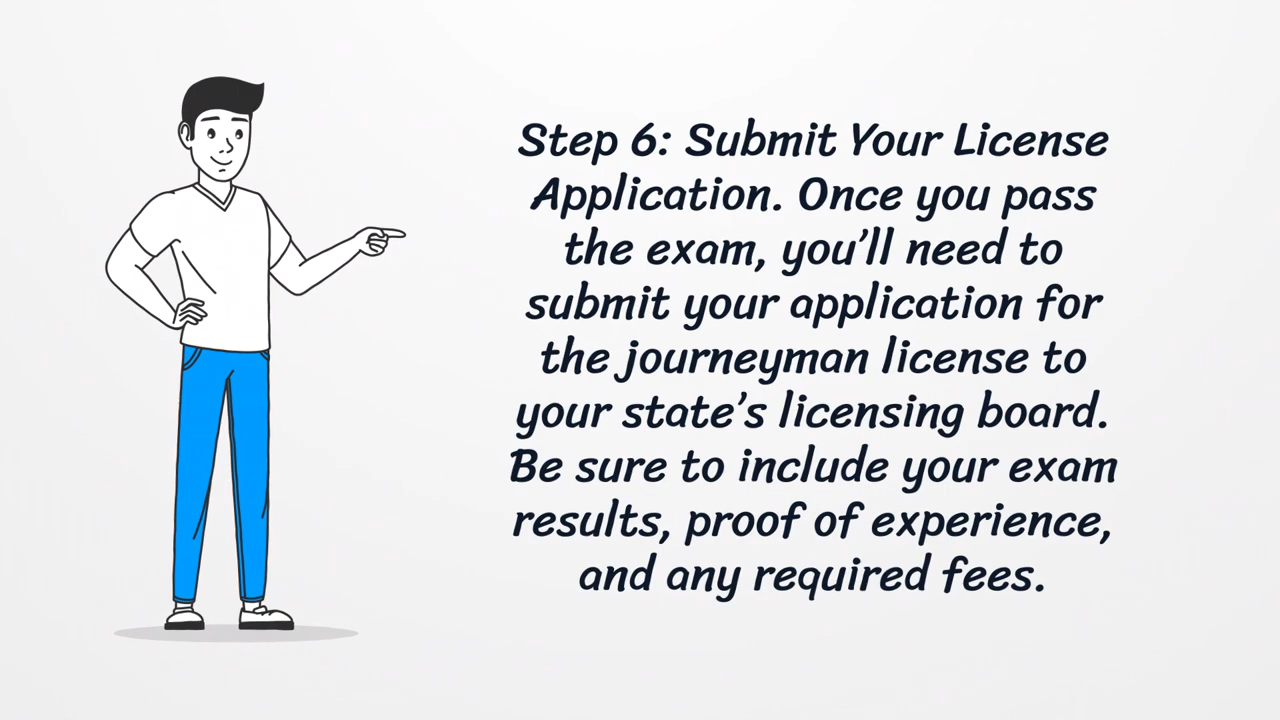 Step 6: Submit Your License
Application. Once you pass
the exam, you’ll need to
submit your application for
the journeyman license to
your state’s licensing board.
Be sure to include your exam
results, proof of experience,
and any required fees.